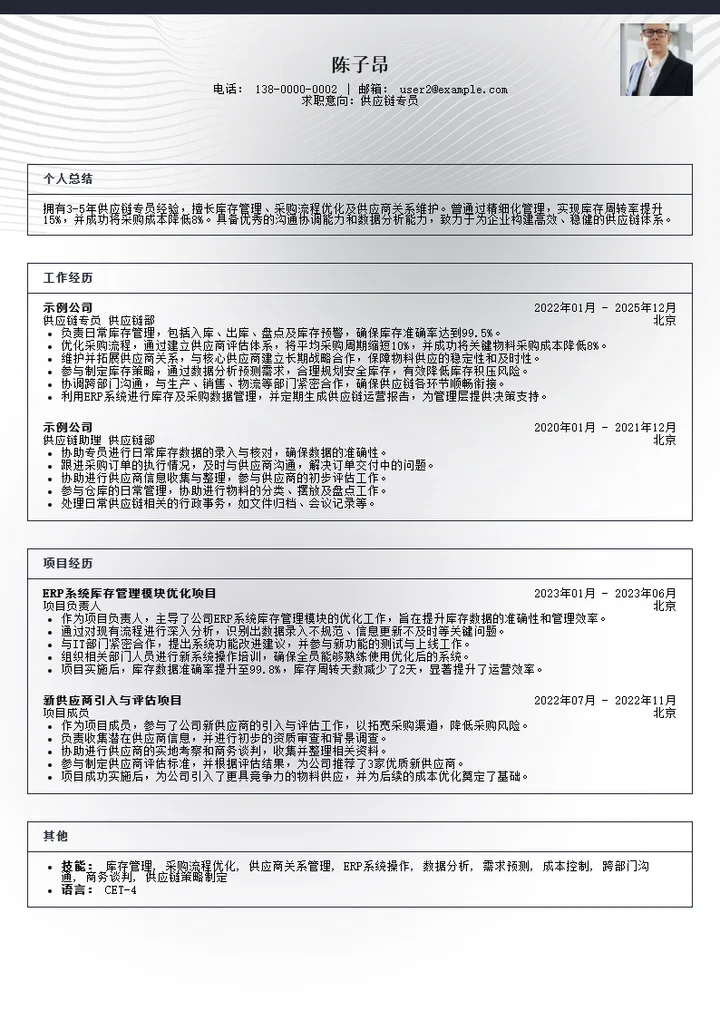 陈子昂
电话： 138-0000-0002 | 邮箱： user2@example.com
求职意向：供应链专员
个人总结
拥有3-5年供应链专员经验，擅长库存管理、采购流程优化及供应商关系维护。曾通过精细化管理，实现库存周转率提升
15%，并成功将采购成本降低8%。具备优秀的沟通协调能力和数据分析能力，致力于为企业构建高效、稳健的供应链体系。
工作经历
示例公司 2022年01月 - 2025年12月
供应链专员 供应链部 北京
• 负责日常库存管理，包括入库、出库、盘点及库存预警，确保库存准确率达到99.5%。
• 优化采购流程，通过建立供应商评估体系，将平均采购周期缩短10%，并成功将关键物料采购成本降低8%。
• 维护并拓展供应商关系，与核心供应商建立长期战略合作，保障物料供应的稳定性和及时性。
• 参与制定库存策略，通过数据分析预测需求，合理规划安全库存，有效降低库存积压风险。
• 协调跨部门沟通，与生产、销售、物流等部门紧密合作，确保供应链各环节顺畅衔接。
• 利用ERP系统进行库存及采购数据管理，并定期生成供应链运营报告，为管理层提供决策支持。
示例公司 2020年01月 - 2021年12月
供应链助理 供应链部 北京
• 协助专员进行日常库存数据的录入与核对，确保数据的准确性。
• 跟进采购订单的执行情况，及时与供应商沟通，解决订单交付中的问题。
• 协助进行供应商信息收集与整理，参与供应商的初步评估工作。
• 参与仓库的日常管理，协助进行物料的分类、摆放及盘点工作。
• 处理日常供应链相关的行政事务，如文件归档、会议记录等。
项目经历
ERP系统库存管理模块优化项目 2023年01月 - 2023年06月
项目负责人 北京
• 作为项目负责人，主导了公司ERP系统库存管理模块的优化工作，旨在提升库存数据的准确性和管理效率。
• 通过对现有流程进行深入分析，识别出数据录入不规范、信息更新不及时等关键问题。
• 与IT部门紧密合作，提出系统功能改进建议，并参与新功能的测试与上线工作。
• 组织相关部门人员进行新系统操作培训，确保全员能够熟练使用优化后的系统。
• 项目实施后，库存数据准确率提升至99.8%，库存周转天数减少了2天，显著提升了运营效率。
新供应商引入与评估项目 2022年07月 - 2022年11月
项目成员 北京
• 作为项目成员，参与了公司新供应商的引入与评估工作，以拓宽采购渠道，降低采购风险。
• 负责收集潜在供应商信息，并进行初步的资质审查和背景调查。
• 协助进行供应商的实地考察和商务谈判，收集并整理相关资料。
• 参与制定供应商评估标准，并根据评估结果，为公司推荐了3家优质新供应商。
• 项目成功实施后，为公司引入了更具竞争力的物料供应，并为后续的成本优化奠定了基础。
其他
• 技能： 库存管理, 采购流程优化, 供应商关系管理, ERP系统操作, 数据分析, 需求预测, 成本控制, 跨部门沟
通, 商务谈判, 供应链策略制定
• 语言： CET-4